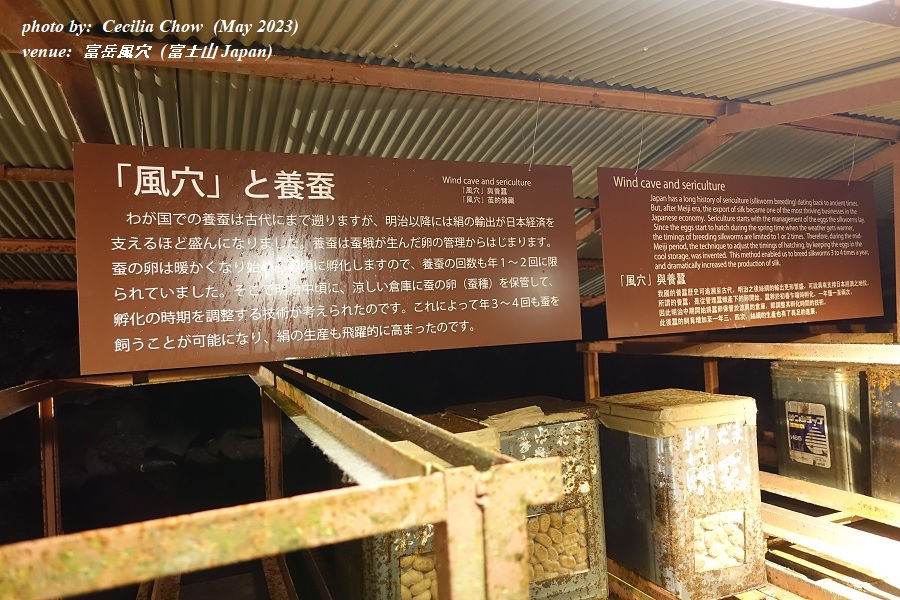 photo by: Cecilia Chow (May 2023)
venue: 富岳風穴 (富士山 Japan)
「風穴」と養蚕
Wind cave and sericulture
「風穴」與養蠶
わが国での養蚕は古代にまで遡りますが、明治以降には絹の輸出が日本経済を
支えるほど盛んになりました。養蚕は蚕蛾が生んだ卵の管理からはじまります。
蚕の卵は暖かくなり始め 頃に孵化しますので、養蚕の回数も年1～2回に限
られていました。そこで明治中頃に、涼しい倉庫に蚕の卵（蚕種）を保管して、
孵化の時期を調整する技術が考えられたのです。これによって年3～4回も蚕を
飼うことが可能になり、絹の生産も飛躍的に高まったのです。
Wind cave and sericulture
Japan has a long history of sericulture (silkworm breeding) dating back to ancient times.
But, after Meiji era, the export of silk became one of the most thriving businesses in the
Japanese economy. Sericulture starts with the management of the eggs the silkworms lay.
Since the eggs start to hatch during the spring time when the weather gets warmer,
the timings of breeding silkworms are limited to 1 or 2 times. Therefore, during the mid-
Meiji period, the technique to adjust the timings of hatching, by keeping the eggs in the
cool storage, was invented. This method enabled us to breed silkworms 3 to 4 times a year,
and dramatically increased the production of silk.
「風穴」與養蠶